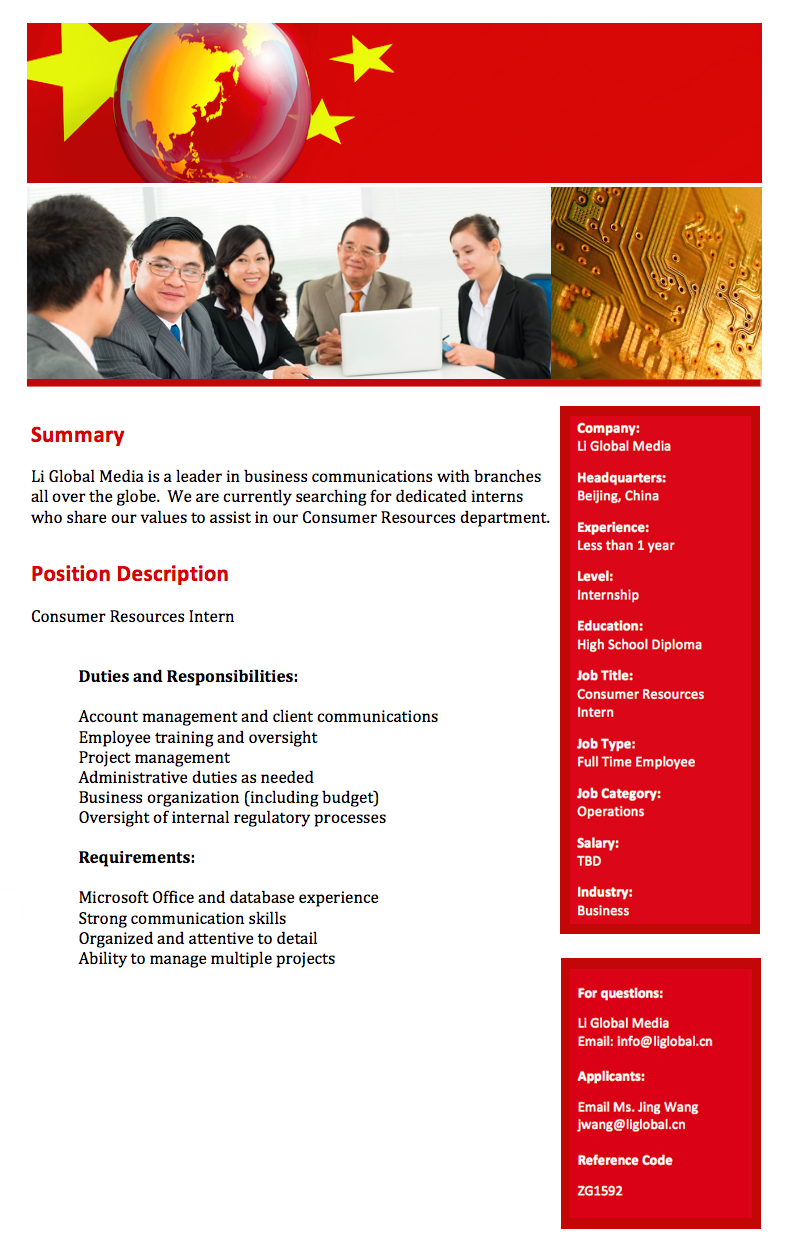 Summary
Li Global Media is a leader in business communications with branches
all over the globe.  We are currently searching for dedicated interns
who share our values to assist in our Consumer Resources department.
Position Description
Consumer Resources Intern
Duties and Responsibilities:
Account management and client communications
Employee training and oversight
Project management
Administrative duties as needed
Business organization (including budget)
Oversight of internal regulatory processes
Requirements:
Microsoft Office and database experience
Strong communication skills
Organized and attentive to detail
Ability to manage multiple projects
Company:
Li Global Media
Headquarters:
Beijing, China
Experience:
Less than 1 year
Level:
Internship
Education:
High School Diploma
Job Title:
Consumer Resources
Intern
Job Type:
Full Time Employee
Job Category:
Operations
Salary:
TBD
Industry:
Business
For questions:
Li Global Media
Email: info@liglobal.cn
Applicants:
Email Ms. Jing Wang
jwang@liglobal.cn
Reference Code
ZG1592